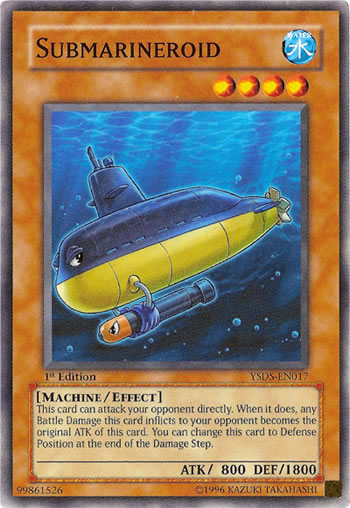 SUBMARINEROID
WATER
水
YSDS-EN017
1st Edition
[MACHINE/EFFECT]
This card can attack your opponent directly. When it does, any
Battle Damage this card inflicts to your opponent becomes the
original ATK of this card. You can change this card to Defense
Position at the end of the Damage Step.
ATK/ 800 DEF/1800
99861526
©1996 KAZUKI TAKAHASHI